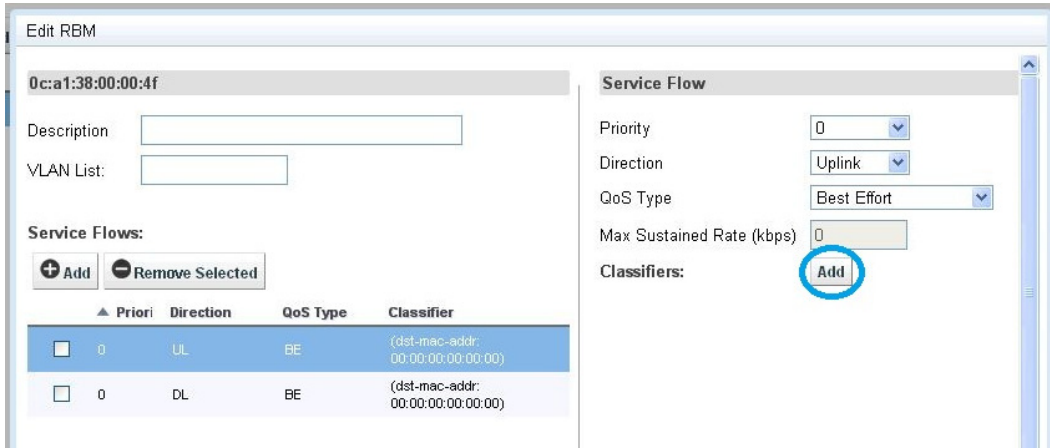 Edit RBM
0c:a1:38:00:00:4f
Description
VLAN List:
Service Flows:
Add Remove Selected
Priori Direction QoS Type Classifier
0 UL BE (dst-mac-addr:
00:00:00:00:00:00)
0 DL BE (dst-mac-addr:
00:00:00:00:00:00)
Service Flow
Priority 0
Direction Uplink
QoS Type Best Effort
Max Sustained Rate (kbps) 0
Classifiers: Add